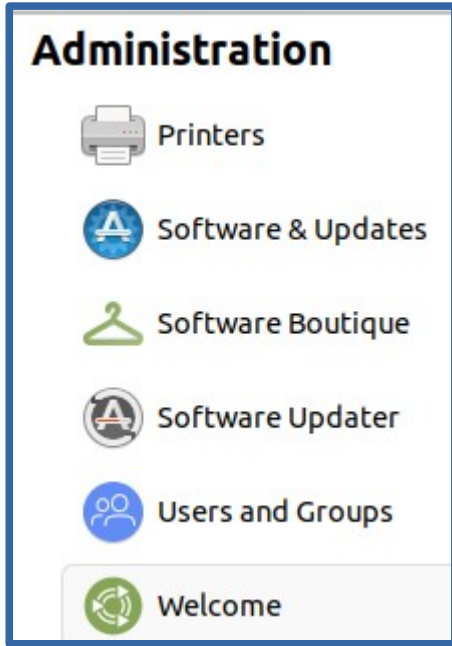 Administration
Printers
Software & Updates
Software Boutique
Software Updater
Users and Groups
Welcome